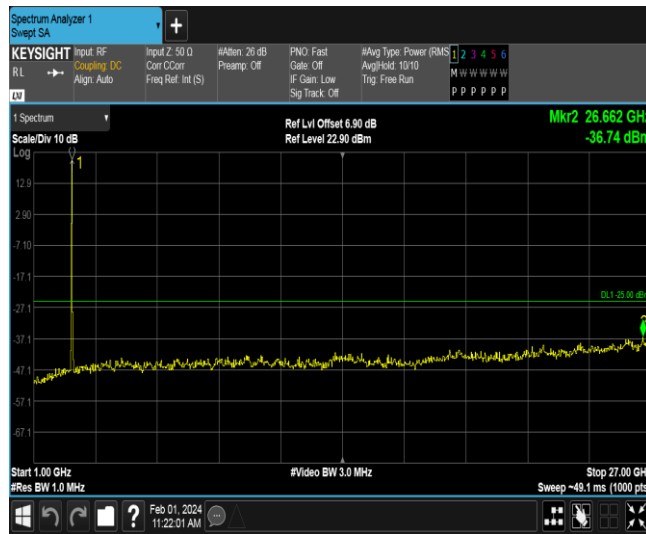 Spectrum Analyzer 1
Swept SA
+
KEYSIGHT
RL
LXI
Input: RF
Coupling: DC
Align: Auto
Input Z: 50 Ω
Corr CCorr
Freq Ref: Int (S)
#Atten: 26 dB
Preamp: Off
PNO: Fast
Gate: Off
IF Gain: Low
Sig Track: Off
#Avg Type: Power (RMS
Avg|Hold: 10/10
Trig: Free Run
1 2 3 4 5 6
M W W W W W
P P P P P P
1 Spectrum
Scale/Div 10 dB
Log
Ref Lvl Offset 6.90 dB
Ref Level 22.90 dBm
Mkr2 26.662 GHz
-36.74 dBm
1
12.9
2.90
-7.10
-17.1
DL1 -25.00 dBm
-27.1
-37.1
-47.1
-57.1
-67.1
Start 1.00 GHz
#Res BW 1.0 MHz
#Video BW 3.0 MHz
Stop 27.00 GHz
Sweep ~49.1 ms (1000 pts
?
Feb 01, 2024
11:22:01 AM